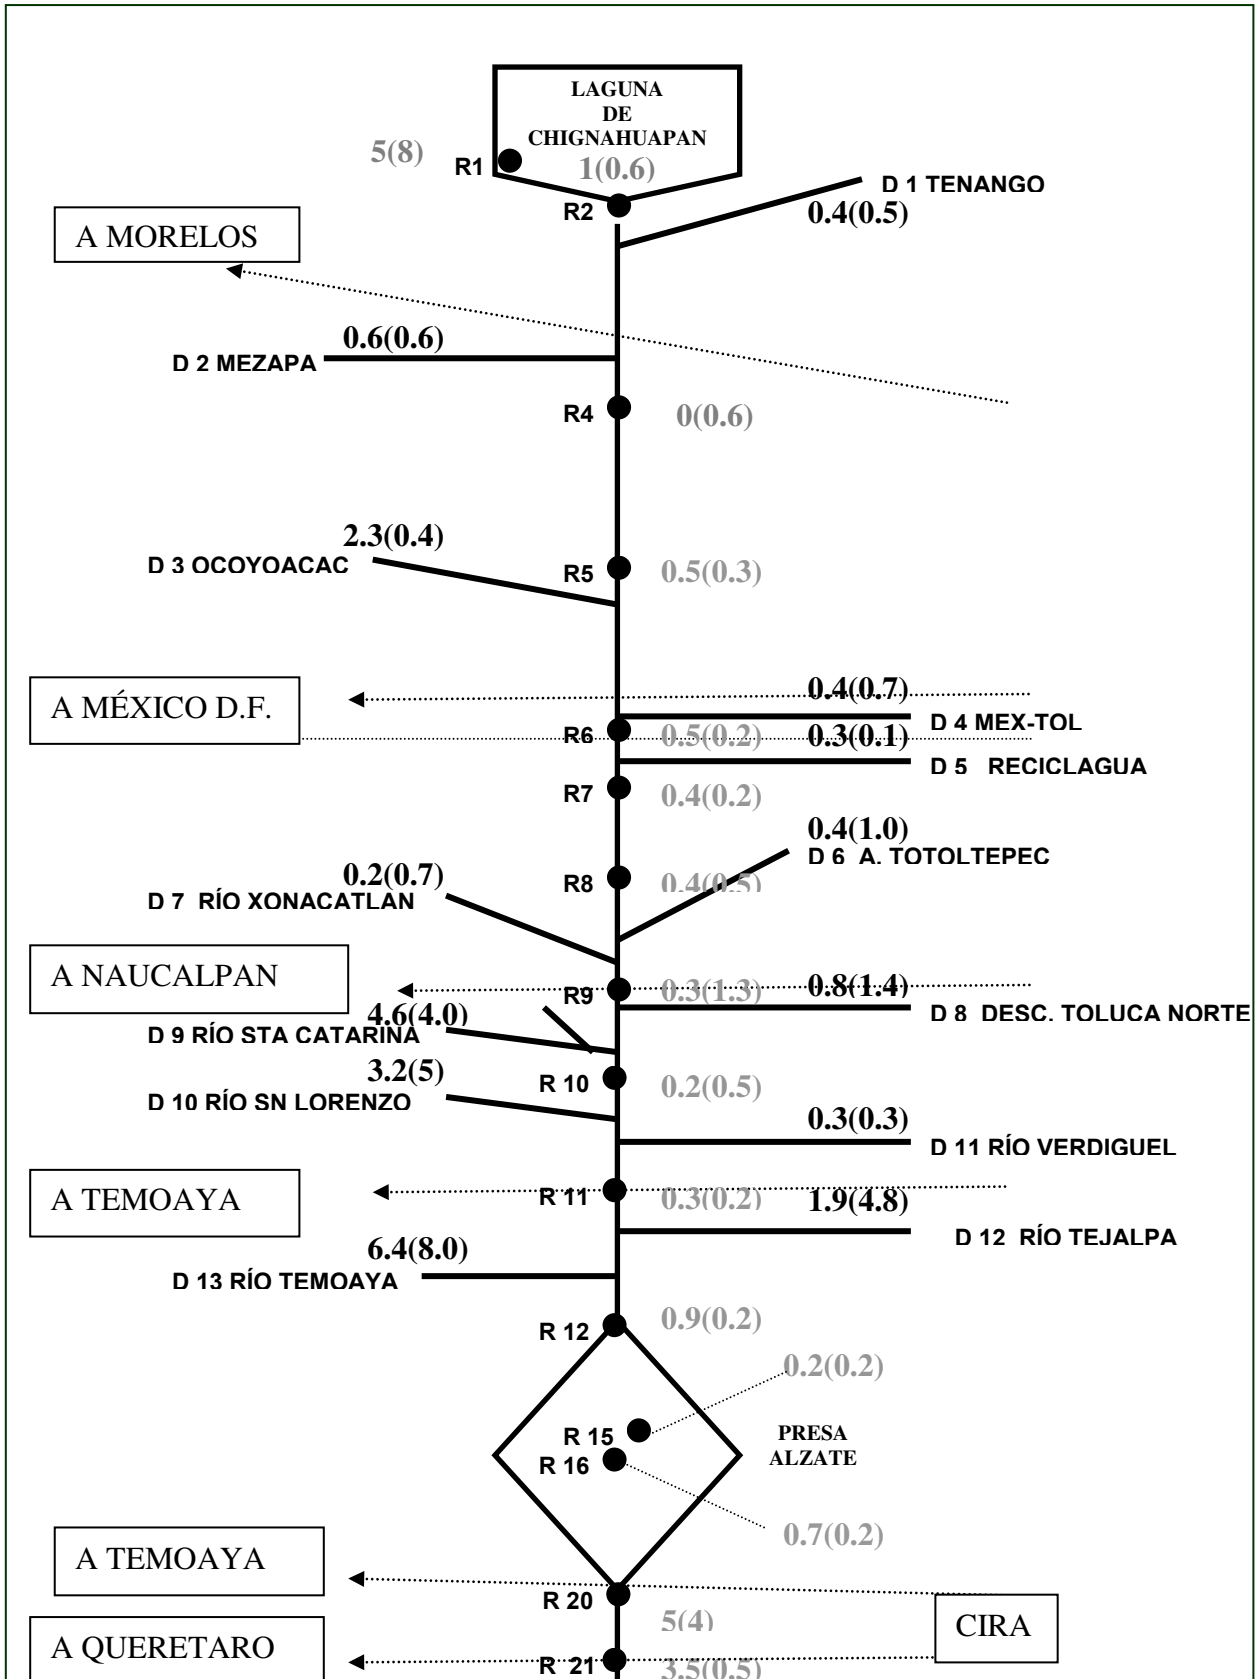 LAGUNA
DE
CHIGNAHUAPAN
5(8)
R1
1(0.6)
R2
D 1 TENANGO
0.4(0.5)
A MORELOS
0.6(0.6)
D 2 MEZAPA
R4
0(0.6)
2.3(0.4)
D 3 OCOYOACAC
R5
0.5(0.3)
A MÉXICO D.F.
0.4(0.7)
D 4 MEX-TOL
R6
0.5(0.2)
0.3(0.1)
D 5 RECICLAGUA
R7
0.4(0.2)
0.4(1.0)
D 6 A. TOTOLTEPEC
R8
0.4(0.5)
0.2(0.7)
D 7 RÍO XONACATLAN
A NAUCALPAN
R9
0.3(1.3)
0.8(1.4)
D 8 DESC. TOLUCA NORTE
4.6(4.0)
D 9 RÍO STA CATARINA
3.2(5)
R 10
0.2(0.5)
D 10 RÍO SN LORENZO
0.3(0.3)
D 11 RÍO VERDIGUEL
A TEMOAYA
R 11
0.3(0.2)
1.9(4.8)
D 12 RÍO TEJALPA
6.4(8.0)
D 13 RÍO TEMOAYA
R 12
0.9(0.2)
0.2(0.2)
R 15
R 16
PRESA
ALZATE
0.7(0.2)
A TEMOAYA
R 20
5(4)
CIRA
A QUERETARO
R 21
3.5(0.5)